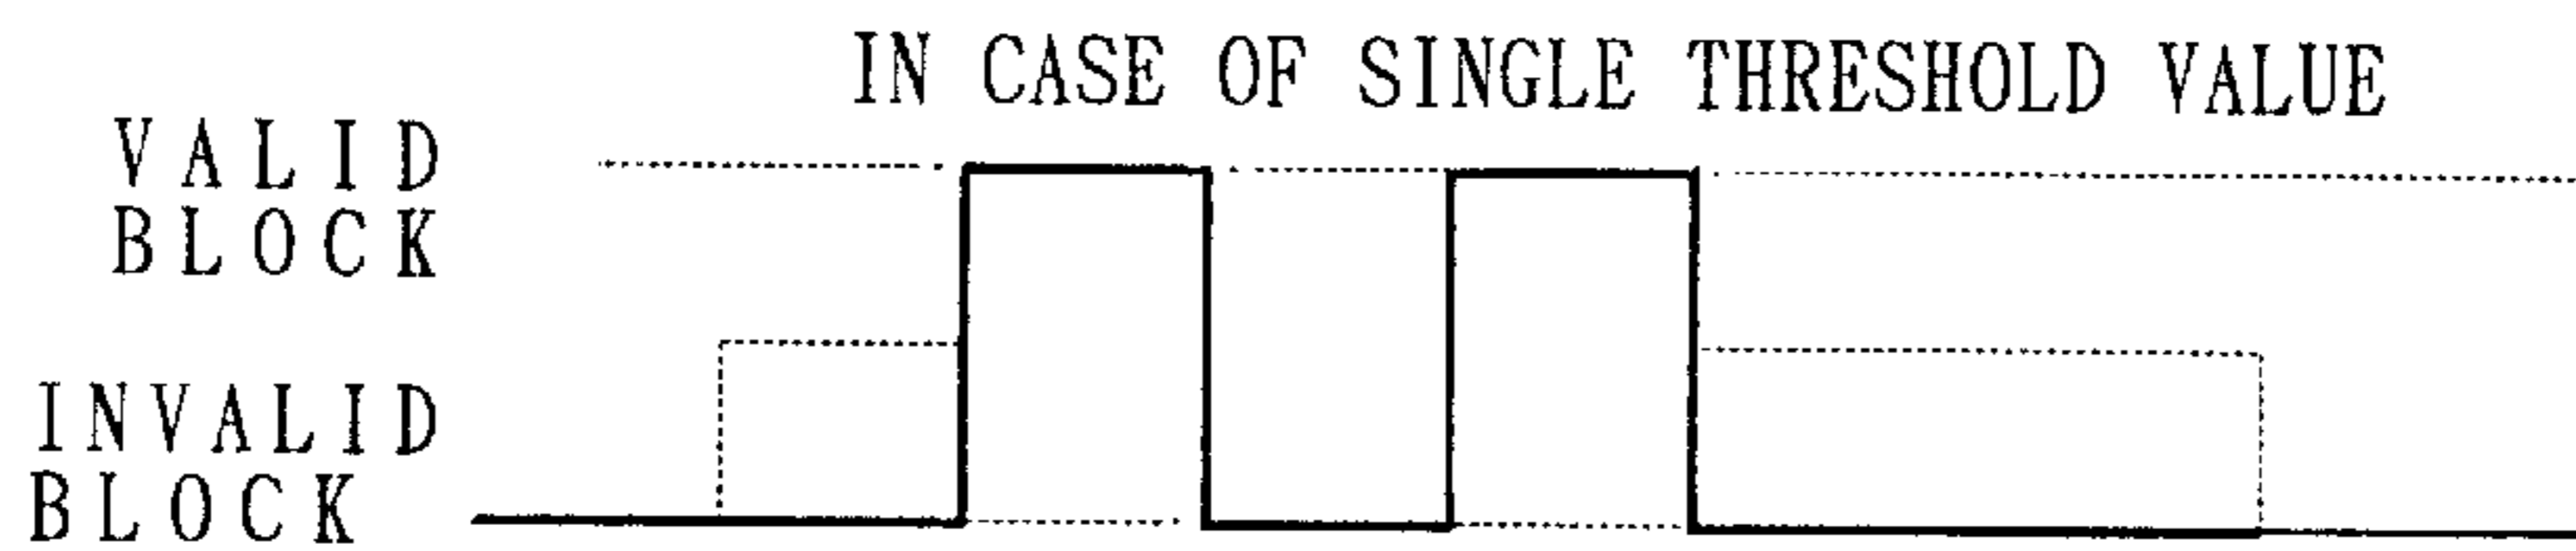 IN CASE OF SINGLE THRESHOLD VALUE
VALID
BLOCK
INVALID
BLOCK